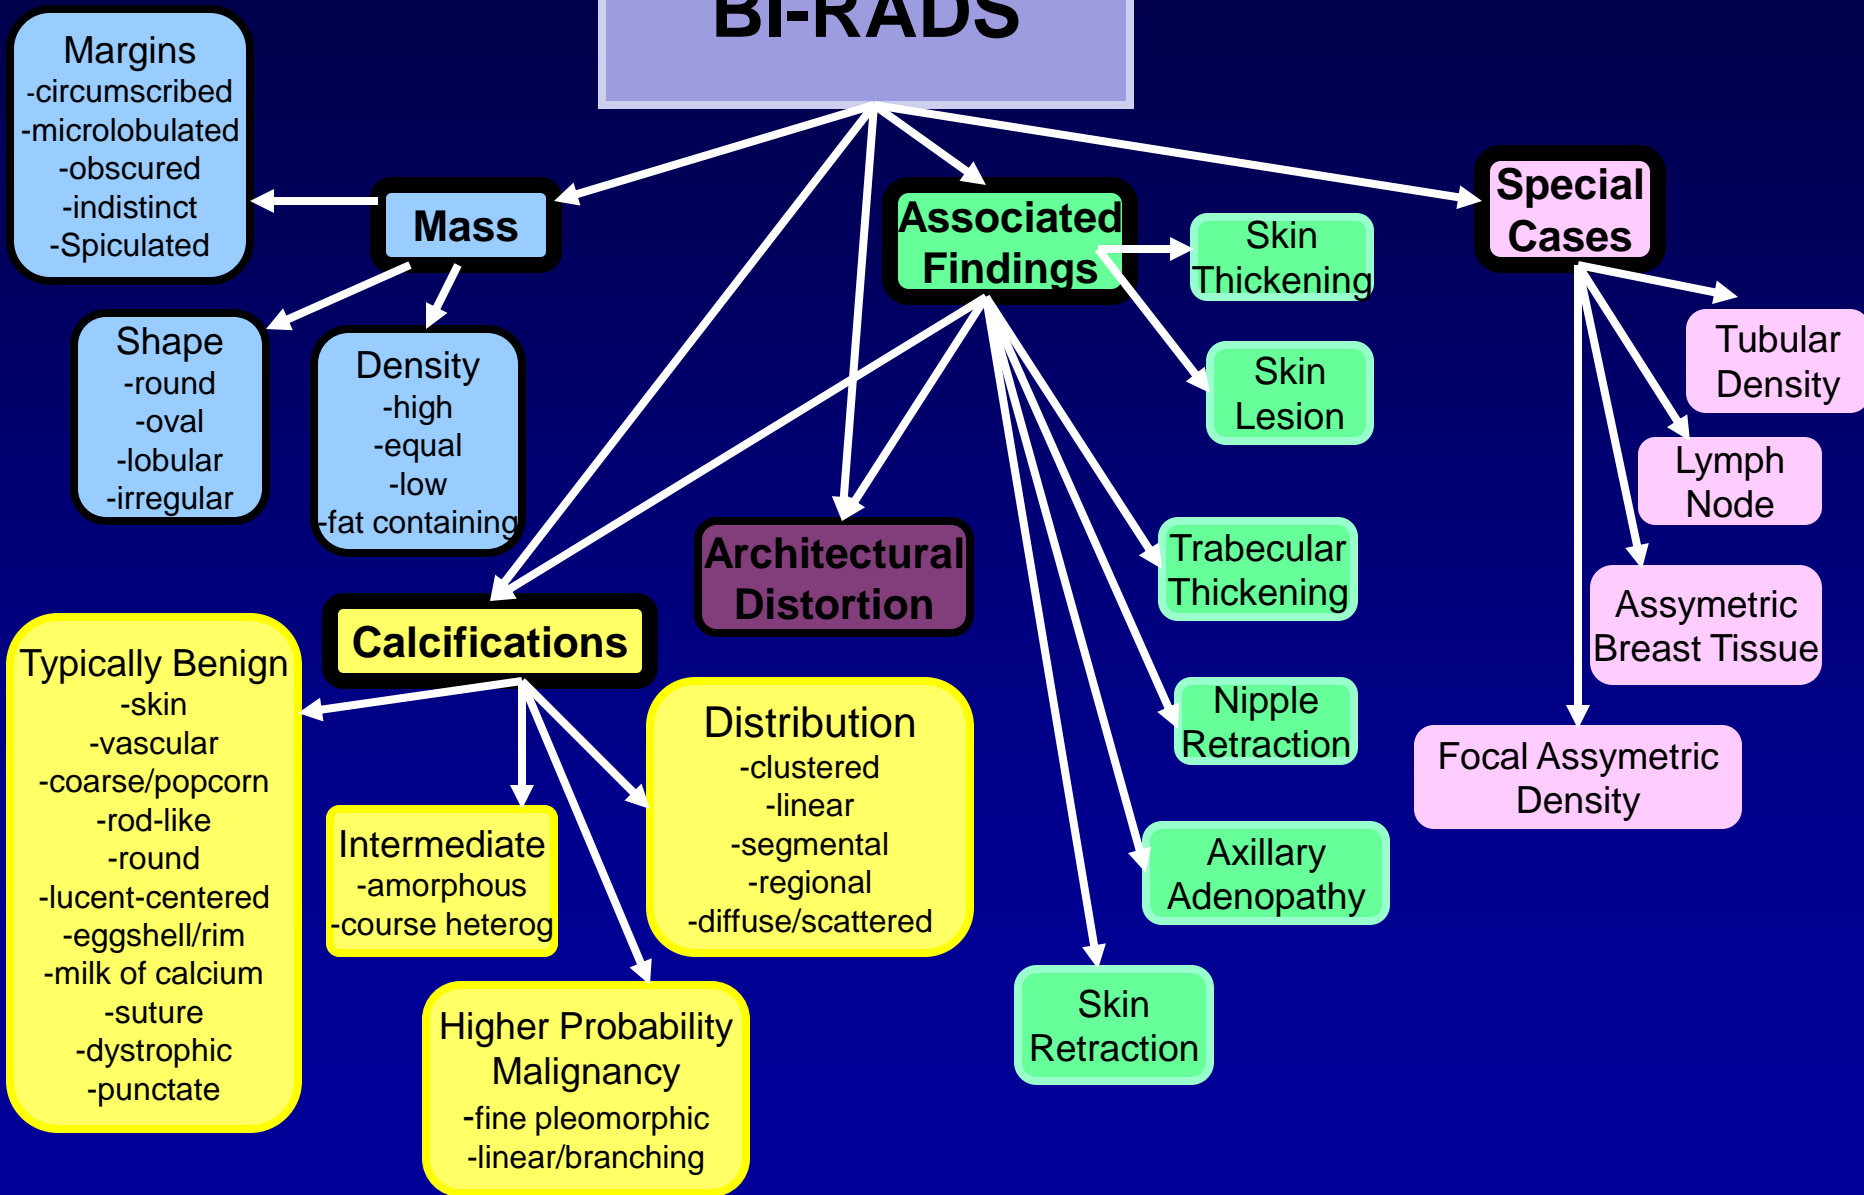 BI-RADS
Margins
-circumscribed
-microlobulated
-obscured
-indistinct
-Spiculated
Mass
Shape
-round
-oval
-lobular
-irregular
Density
-high
-equal
-low
-fat containing
Associated
Findings
Skin
Thickening
Skin
Lesion
Trabecular
Thickening
Nipple
Retraction
Axillary
Adenopathy
Skin
Retraction
Special
Cases
Tubular
Density
Lymph
Node
Assymetric
Breast Tissue
Focal Assymetric
Density
Architectural
Distortion
Calcifications
Typically Benign
-skin
-vascular
-coarse/popcorn
-rod-like
-round
-lucent-centered
-eggshell/rim
-milk of calcium
-suture
-dystrophic
-punctate
Intermediate
-amorphous
-course heterog
Higher Probability
Malignancy
-fine pleomorphic
-linear/branching
Distribution
-clustered
-linear
-segmental
-regional
-diffuse/scattered